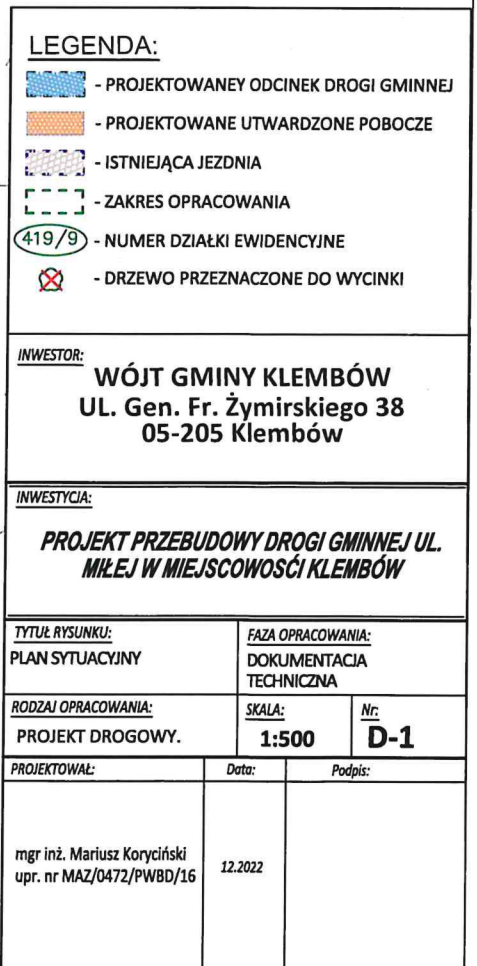 LEGENDA:
- PROJEKTOWANEY ODCINEK DROGI GMINNEJ
- PROJEKTOWANE UTWARDZONE POBOCZE
- ISTNIEJĄCA JEZDNIA
- ZAKRES OPRACOWANIA
419/9 - NUMER DZIAŁKI EWIDENCYJNE
- DRZEWO PRZEZNACZONE DO WYCINKI
INWESTOR:
WÓJT GMINY KLEMBÓW
UL. Gen. Fr. Żymirskiego 38
05-205 Klembów
INWESTYCJA:
PROJEKT PRZEBUDOWY DROGI GMINNEJ UL.
MIŁEJ W MIEJSCOWOSĆI KLEMBÓW
TYTUŁ RYSUNKU:
PLAN SYTUACYJNY
FAZA OPRACOWANIA:
DOKUMENTACJA
TECHNICZNA
RODZAJ OPRACOWANIA:
PROJEKT DROGOWY.
SKALA:
1:500
Nr:
D-1
PROJEKTOWAŁ:
Data:
Podpis:
mgr inż. Mariusz Koryciński
upr. nr MAZ/0472/PWBD/16
12.2022